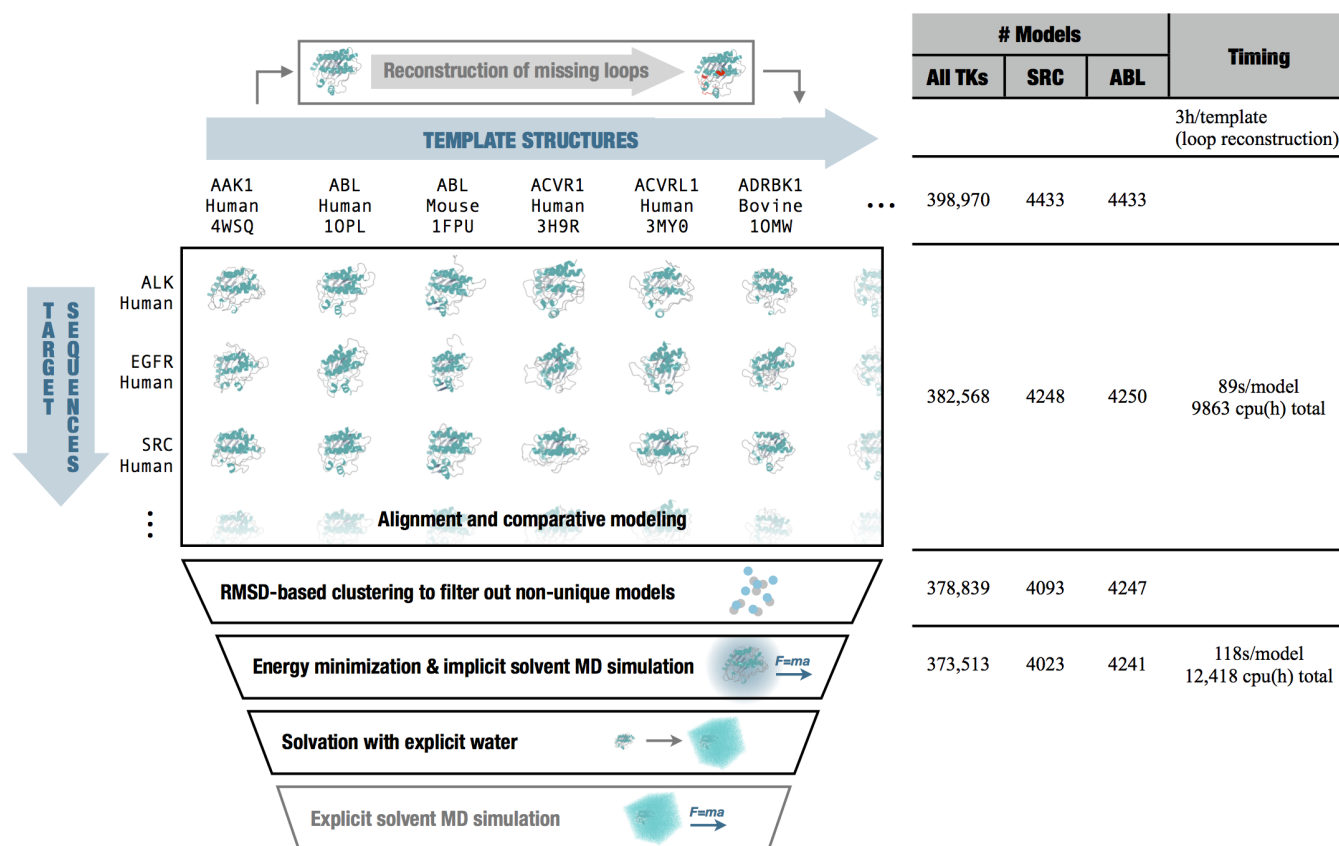 Reconstruction of missing loops
TEMPLATE STRUCTURES
AAK1
Human
4WSQ
ABL
Human
1OPL
ABL
Mouse
1FPU
ACVR1
Human
3H9R
ACVRL1
Human
3MY0
ADRBK1
Bovine
1OMW
...
TARGET
SEQUENCES
ALK
Human
EGFR
Human
SRC
Human
Alignment and comparative modeling
RMSD-based clustering to filter out non-unique models
Energy minimization & implicit solvent MD simulation
F=ma
Solvation with explicit water
Explicit solvent MD simulation
F=ma
# Models
Timing
All TKs SRC ABL
3h/template
(loop reconstruction)
398,970 4433 4433
382,568 4248 4250
89s/model
9863 cpu(h) total
378,839 4093 4247
373,513 4023 4241
118s/model
12,418 cpu(h) total